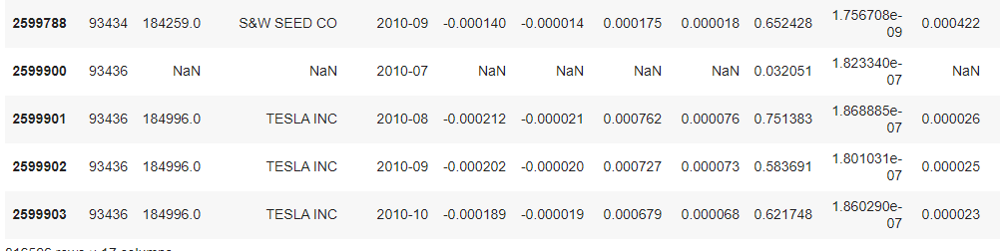 2599788 93434 184259.0 S&W SEED CO 2010-09 -0.000140 -0.000014 0.000175 0.000018 0.652428 1.756708e-09 0.000422
2599900 93436 NaN NaN 2010-07 NaN NaN NaN NaN 0.032051 1.823340e-07 NaN
2599901 93436 184996.0 TESLA INC 2010-08 -0.000212 -0.000021 0.000762 0.000076 0.751383 1.868885e-07 0.000026
2599902 93436 184996.0 TESLA INC 2010-09 -0.000202 -0.000020 0.000727 0.000073 0.583691 1.801031e-07 0.000025
2599903 93436 184996.0 TESLA INC 2010-10 -0.000189 -0.000019 0.000679 0.000068 0.621748 1.860290e-07 0.000023